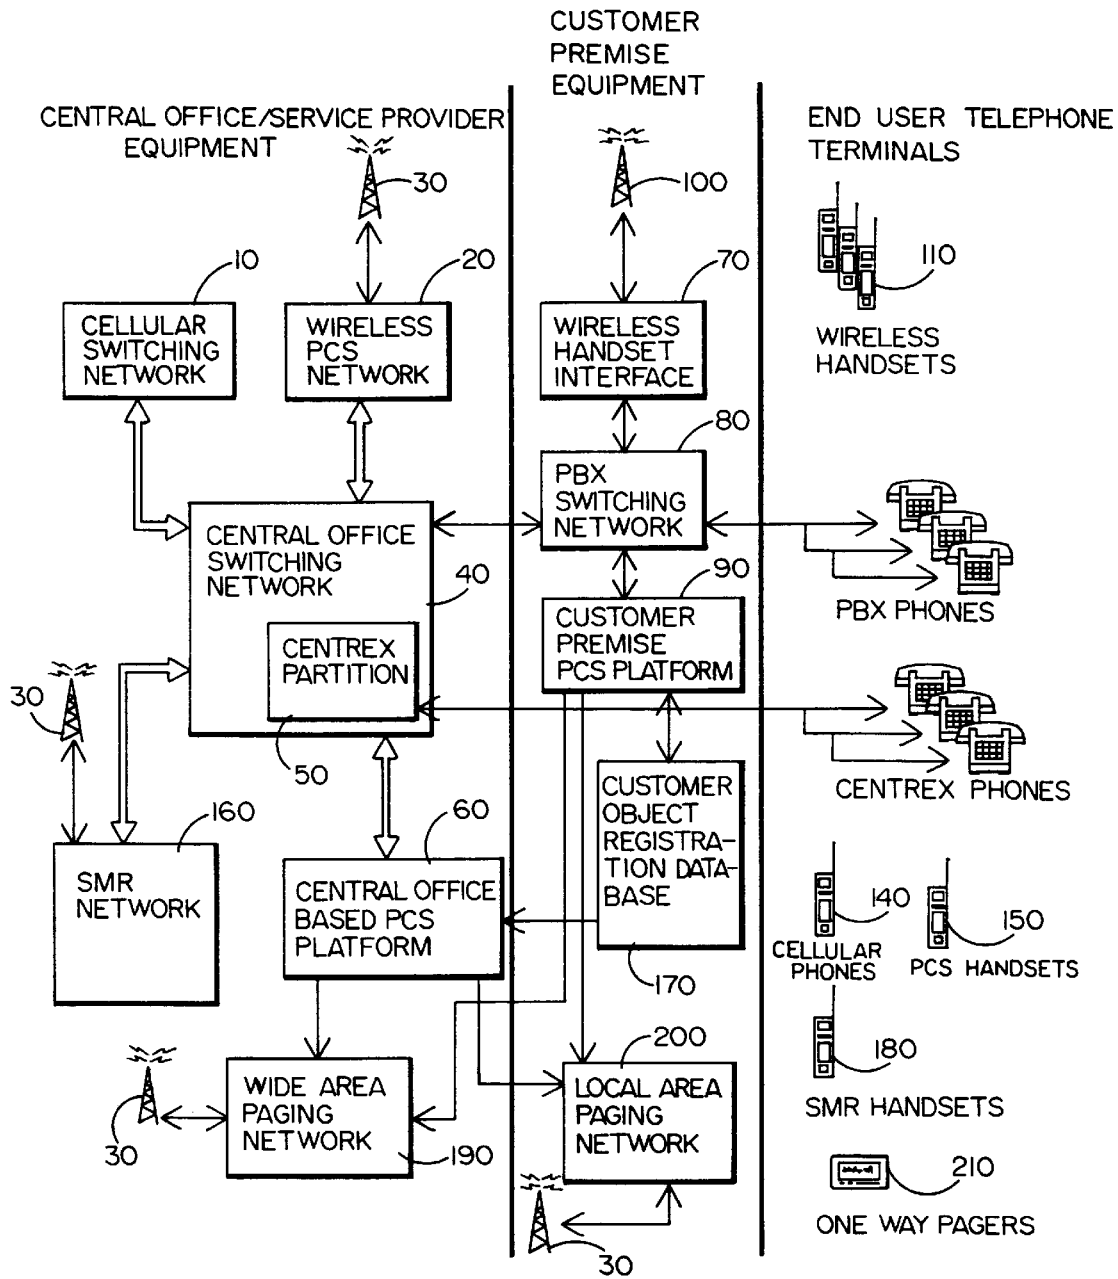 CUSTOMER
PREMISE
EQUIPMENT
CENTRAL OFFICE/SERVICE PROVIDER
EQUIPMENT
END USER TELEPHONE
TERMINALS
30
100
110
10
20
70
CELLULAR
SWITCHING
NETWORK
WIRELESS
PCS
NETWORK
WIRELESS
HANDSET
INTERFACE
WIRELESS
HANDSETS
80
PBX
SWITCHING
NETWORK
CENTRAL OFFICE
SWITCHING
NETWORK
40
90
PBX PHONES
CENTREX
PARTITION
CUSTOMER
PREMISE
PCS PLATFORM
30
50
CENTREX PHONES
160
60
CUSTOMER
OBJECT
REGISTRA-
TION DATA-
BASE
SMR
NETWORK
CENTRAL OFFICE
BASED PCS
PLATFORM
140
150
CELLULAR
PHONES
PCS HANDSETS
170
200
180
WIDE AREA
PAGING
NETWORK
LOCAL AREA
PAGING
NETWORK
SMR HANDSETS
30
190
210
ONE WAY PAGERS
30